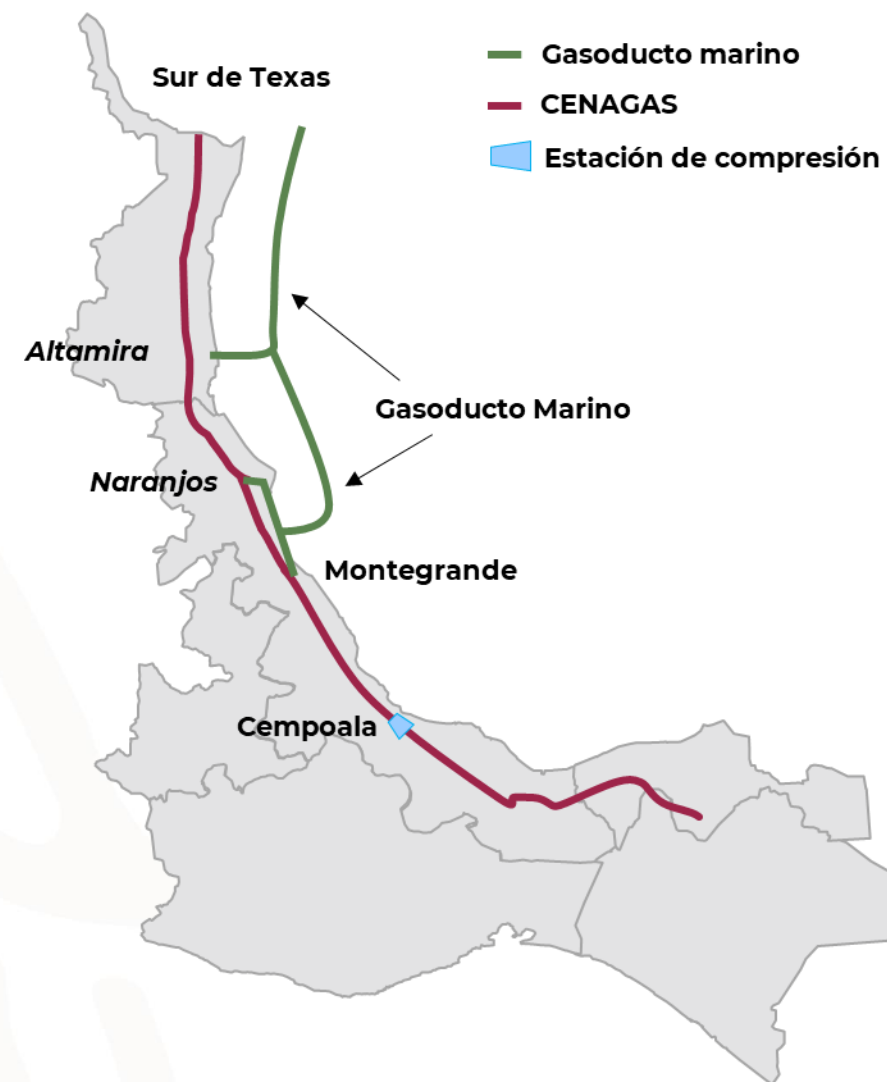 Sur de Texas
Gasoducto marino
CENAGAS
Estación de compresión
Altamira
Gasoducto Marino
Naranjos
Montegrande
Cempoala